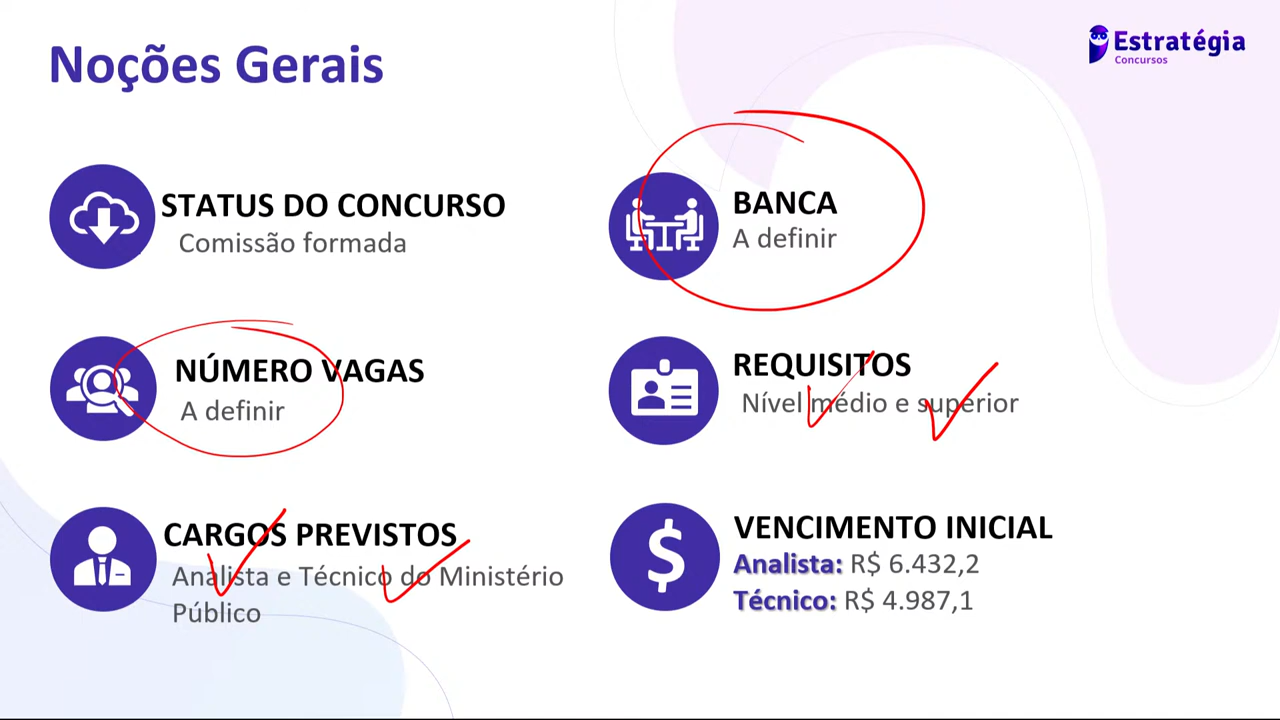 Noções Gerais
Estratégia
Concursos
STATUS DO CONCURSO
Comissão formada
BANCA
A definir
NÚMERO VAGAS
A definir
REQUISITOS
Nível médio e superior
CARGOS PREVISTOS
Analista e Técnico do Ministério
Público
VENCIMENTO INICIAL
Analista: R$ 6.432,2
Técnico: R$ 4.987,1